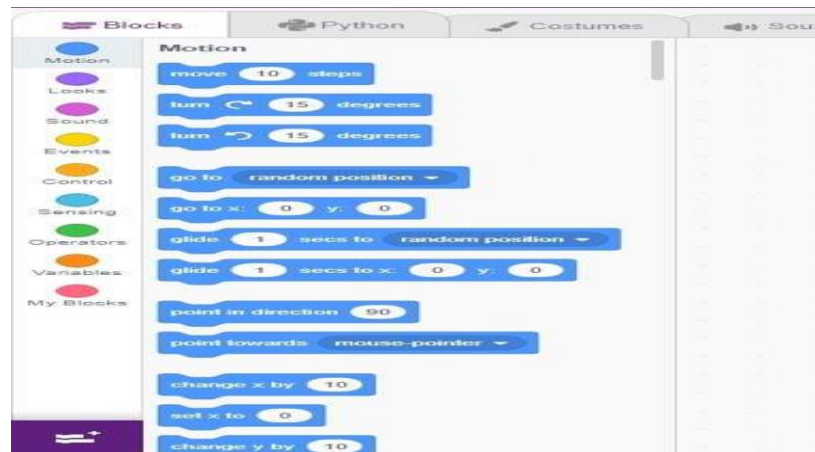 Blocks Python Costumes Sou
Motion
Looks
Sound
Events
Control
Sensing
Operators
Variables
My Blocks
Motion
move 10 steps
turn 15 degrees
turn 15 degrees
go to random position
go to x: 0 y: 0
glide 1 secs to random position
glide 1 secs to x: 0 y: 0
point in direction 90
point towards mouse-pointer
change x by 10
set x to 0
change y by 10